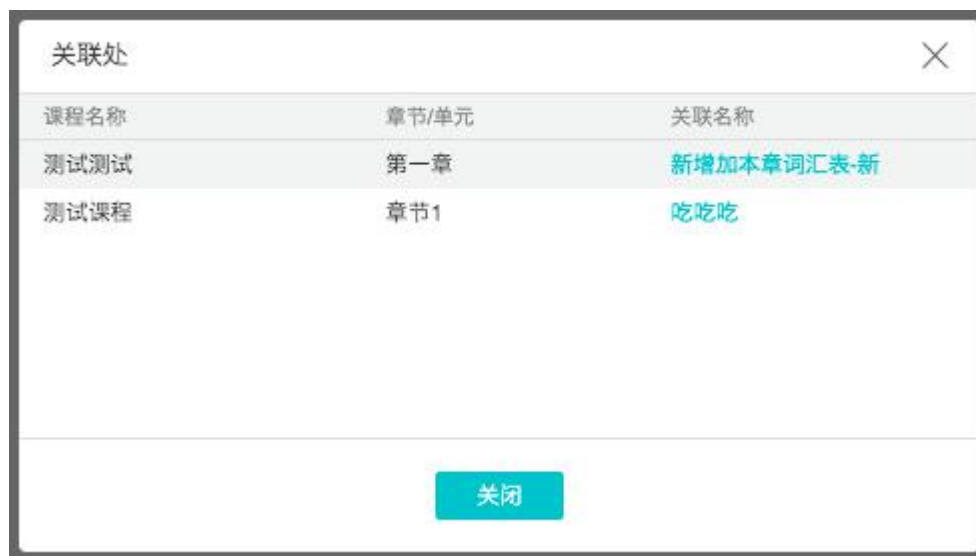 关联处
课程名称 章节/单元 关联名称
测试测试 第一章 新增加本章词汇表-新
测试课程 章节1 吃吃吃
关闭